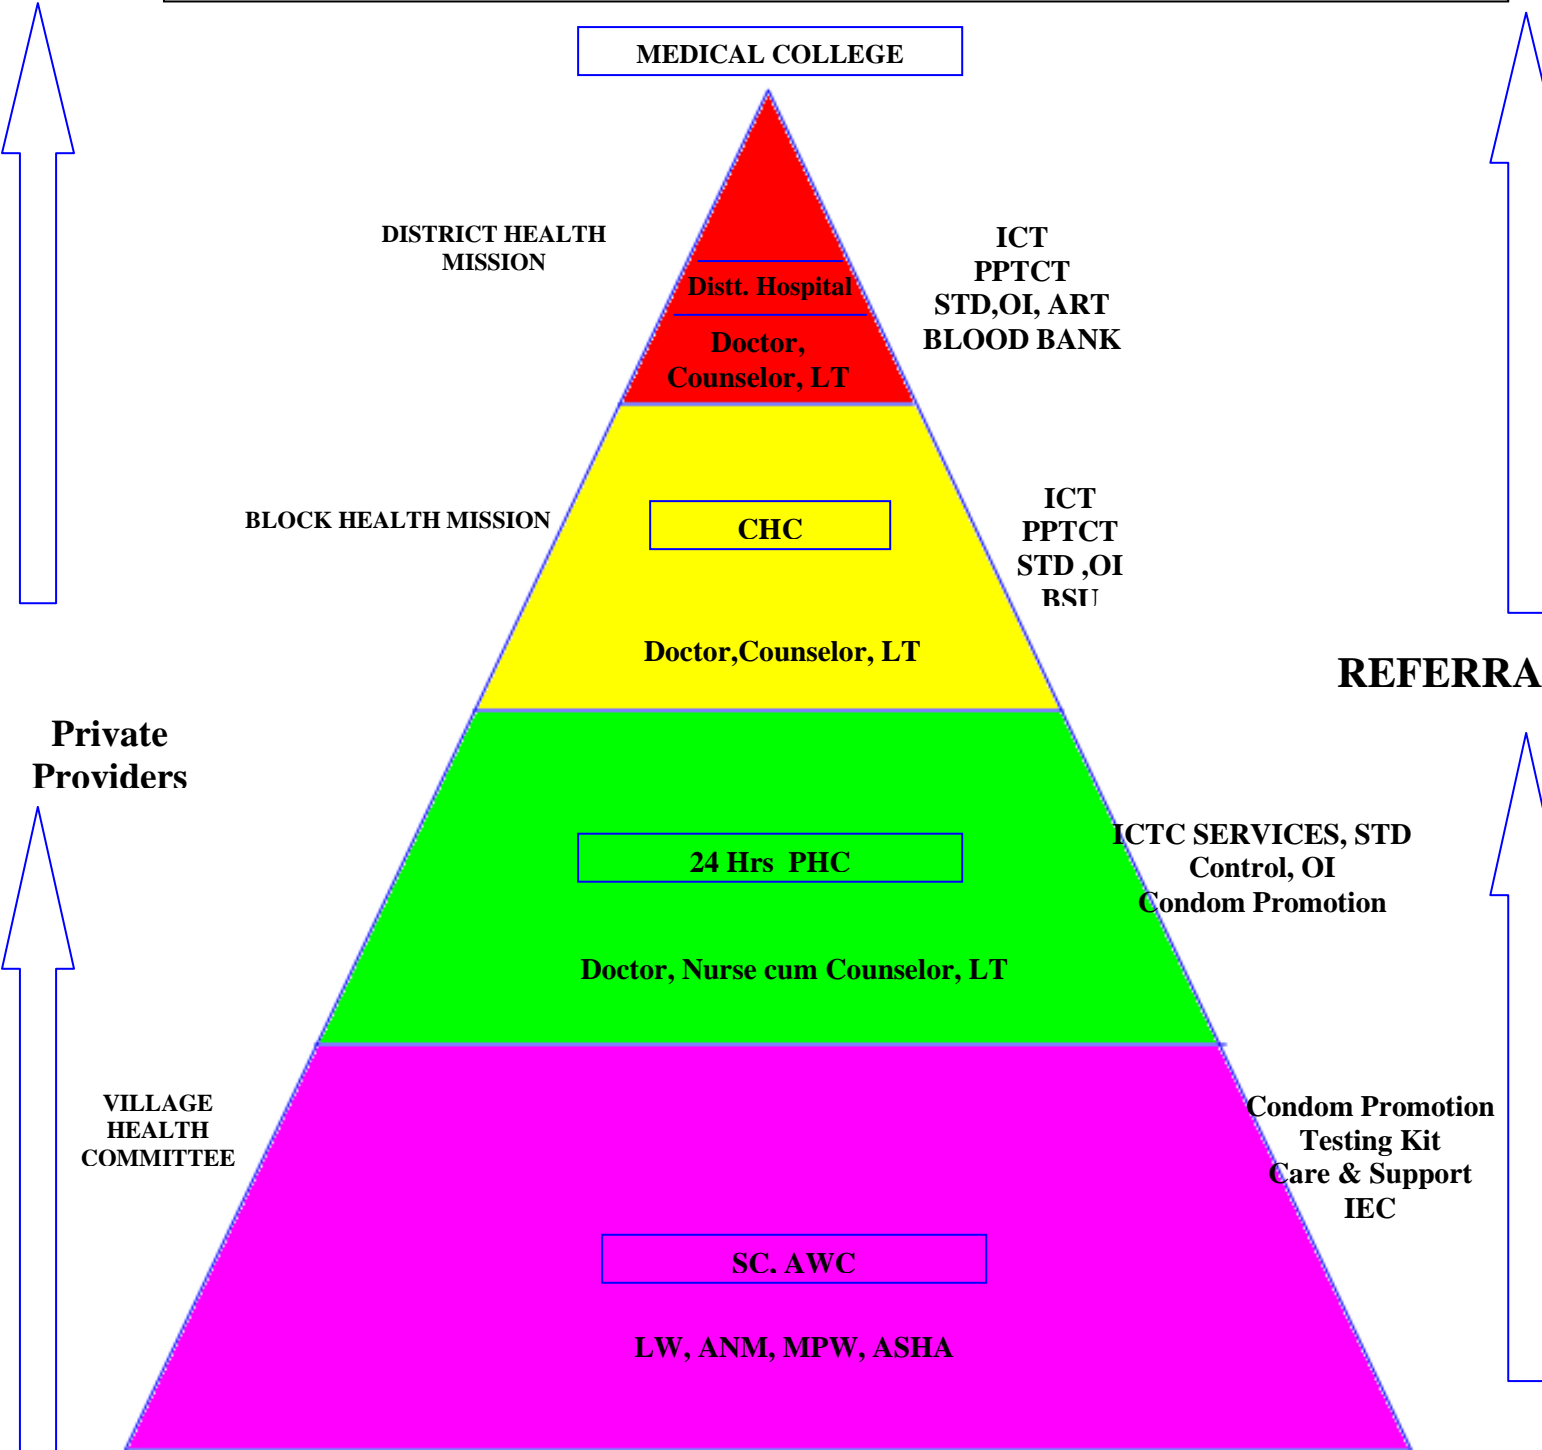 MEDICAL COLLEGE
DISTRICT HEALTH
MISSION
ICT
PPTCT
STD,OI, ART
BLOOD BANK
Distt. Hospital
Doctor,
Counselor, LT
BLOCK HEALTH MISSION
CHC
ICT
PPTCT
STD ,OI
BSU
Doctor,Counselor, LT
REFERRA
Private
Providers
24 Hrs PHC
ICTC SERVICES, STD
Control, OI
Condom Promotion
Doctor, Nurse cum Counselor, LT
VILLAGE
HEALTH
COMMITTEE
Condom Promotion
Testing Kit
Care & Support
IEC
SC, AWC
LW, ANM, MPW, ASHA